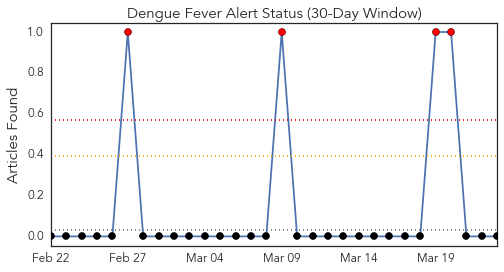 Dengue Fever Alert Status (30-Day Window)
Articles Found
1.0
0.8
0.6
0.4
0.2
0.0
Feb 22 Feb 27 Mar 04 Mar 09 Mar 14 Mar 19